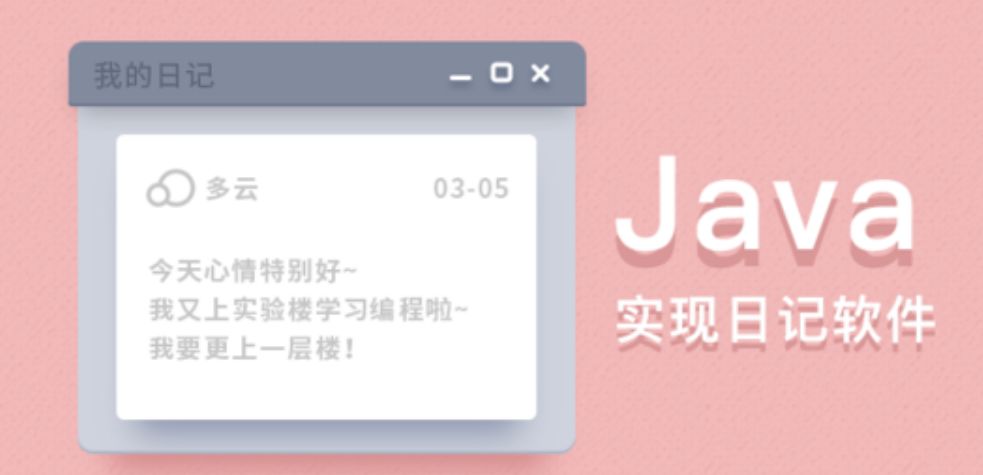 我的日记
多云 03-05
今天心情特别好~
我又上实验楼学习编程啦~
我要更上一层楼!
Java
实现日记软件